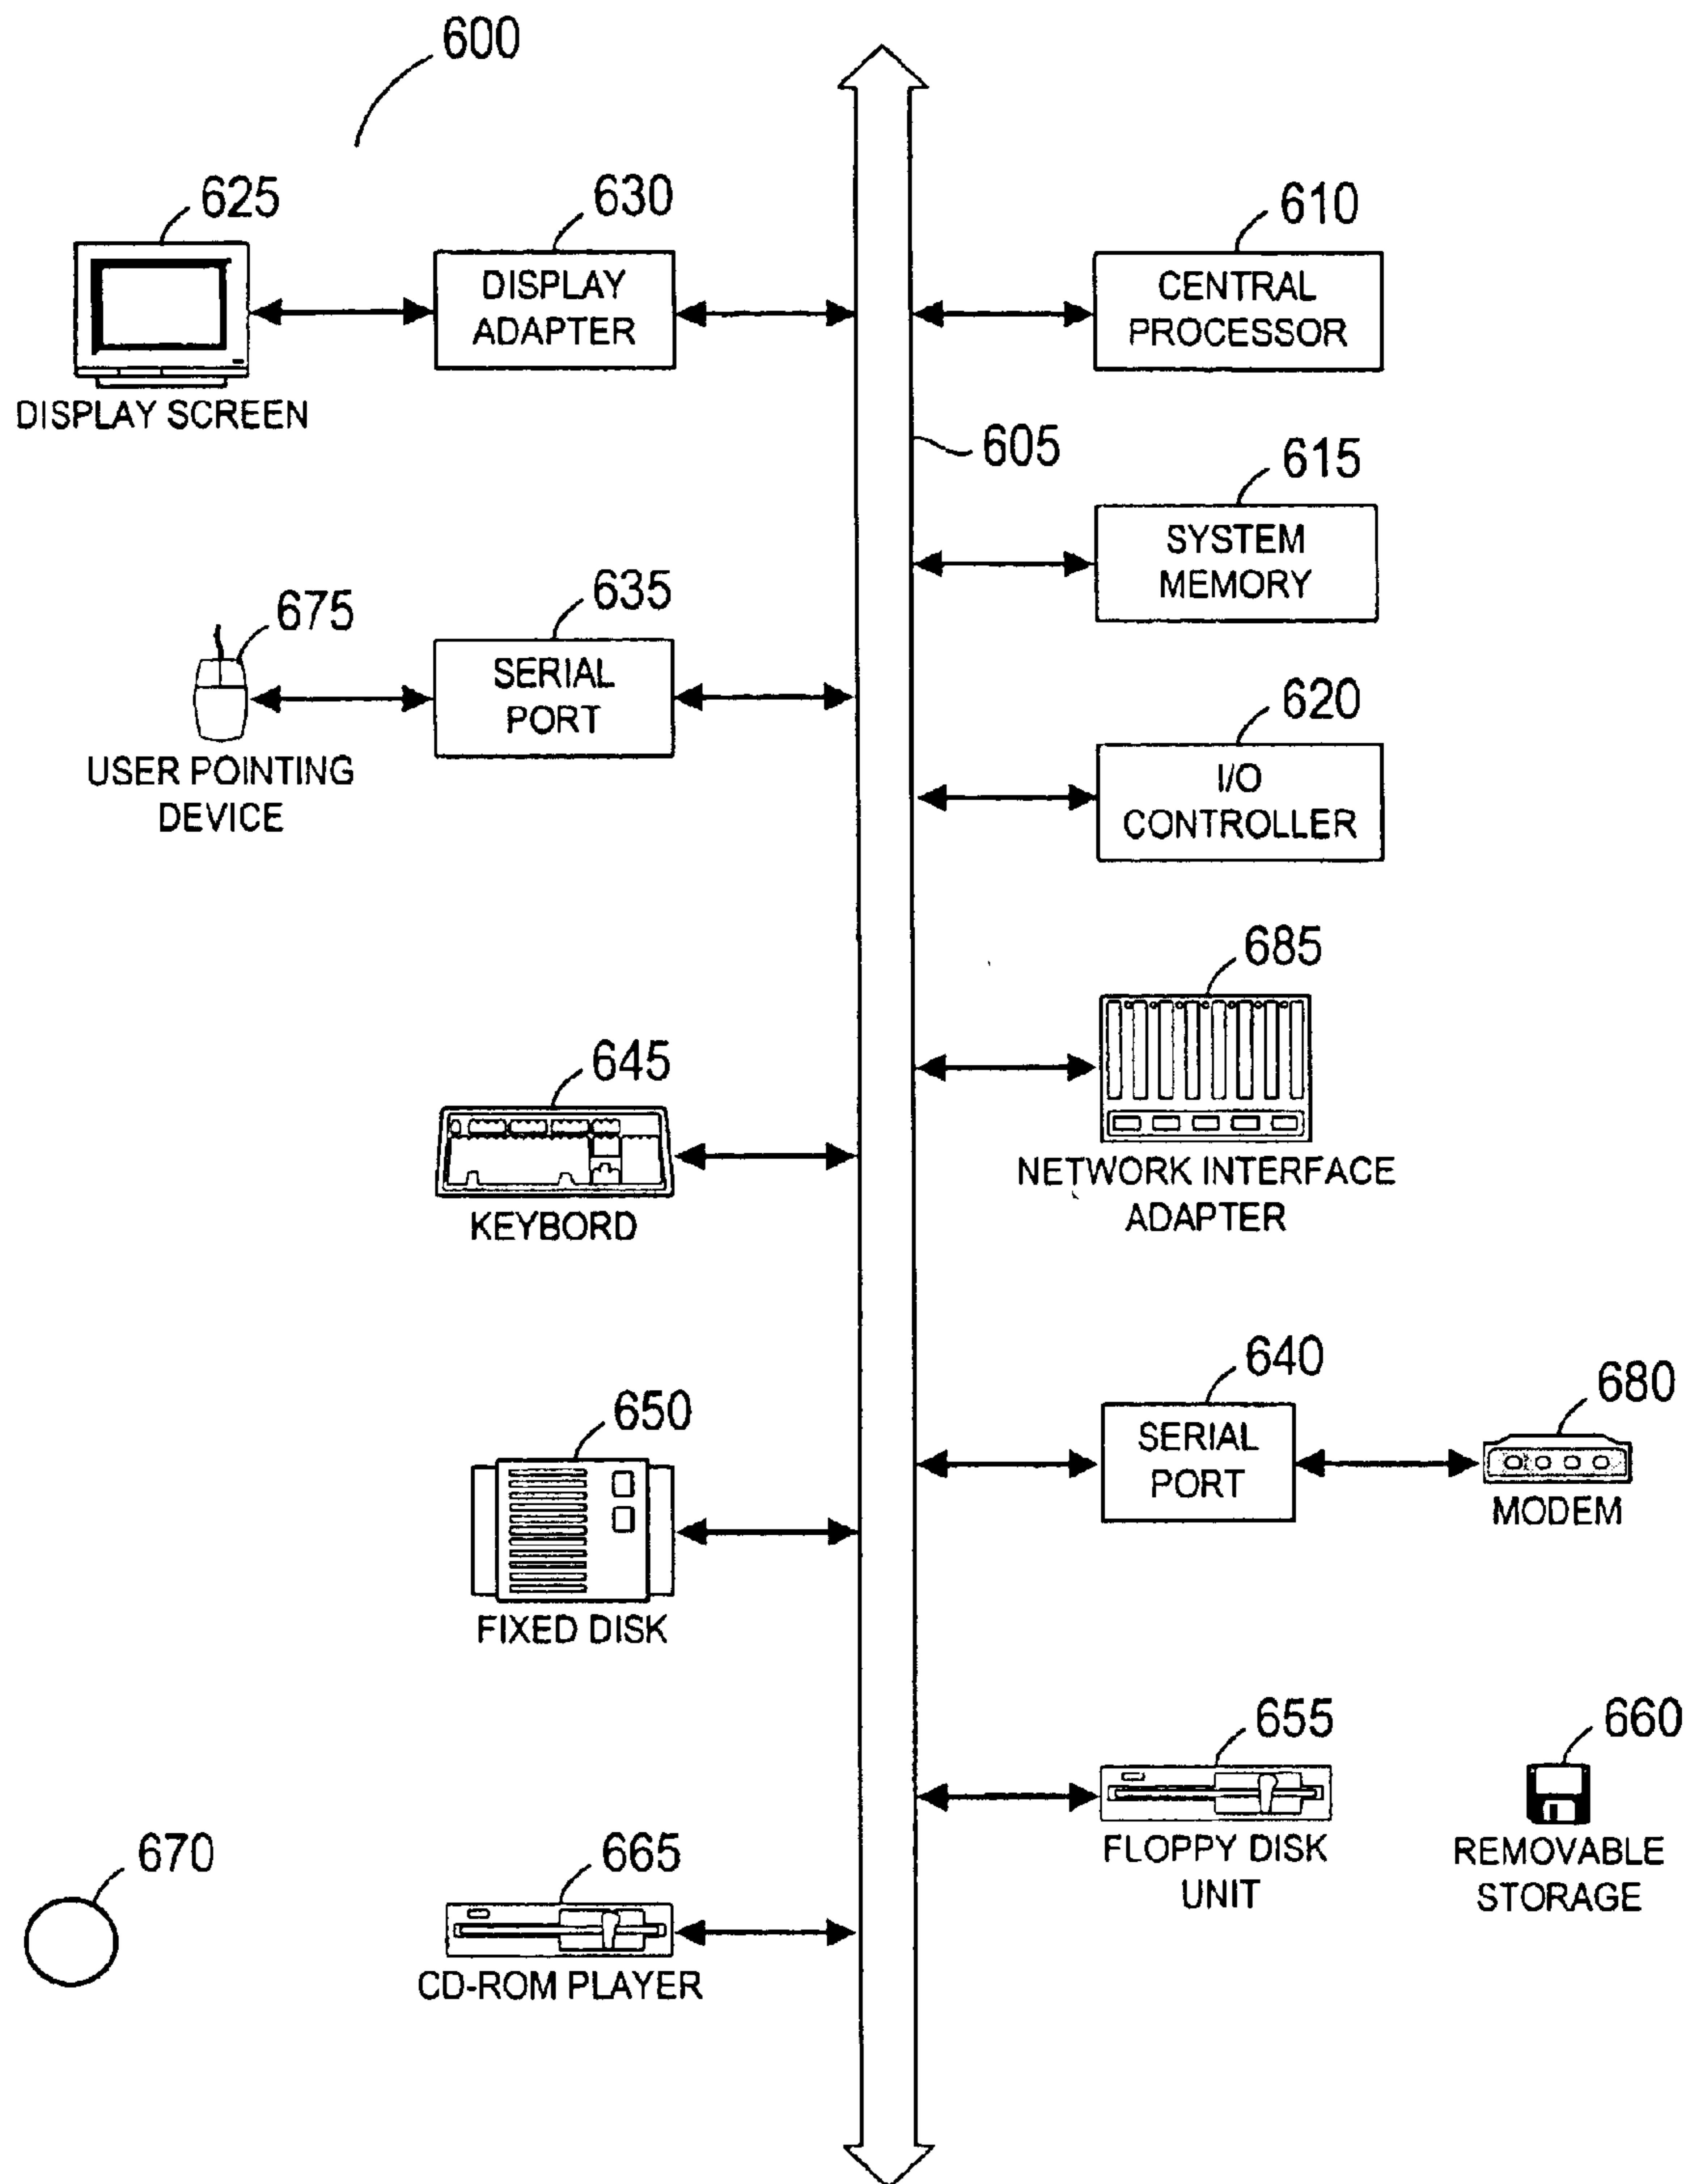 600
625
DISPLAY SCREEN
630
DISPLAY
ADAPTER
610
CENTRAL
PROCESSOR
605
615
SYSTEM
MEMORY
675
USER POINTING
DEVICE
635
SERIAL
PORT
620
I/O
CONTROLLER
685
NETWORK INTERFACE
ADAPTER
645
KEYBORD
640
SERIAL
PORT
680
MODEM
650
FIXED DISK
655
FLOPPY DISK
UNIT
660
REMOVABLE
STORAGE
670
665
CD-ROM PLAYER